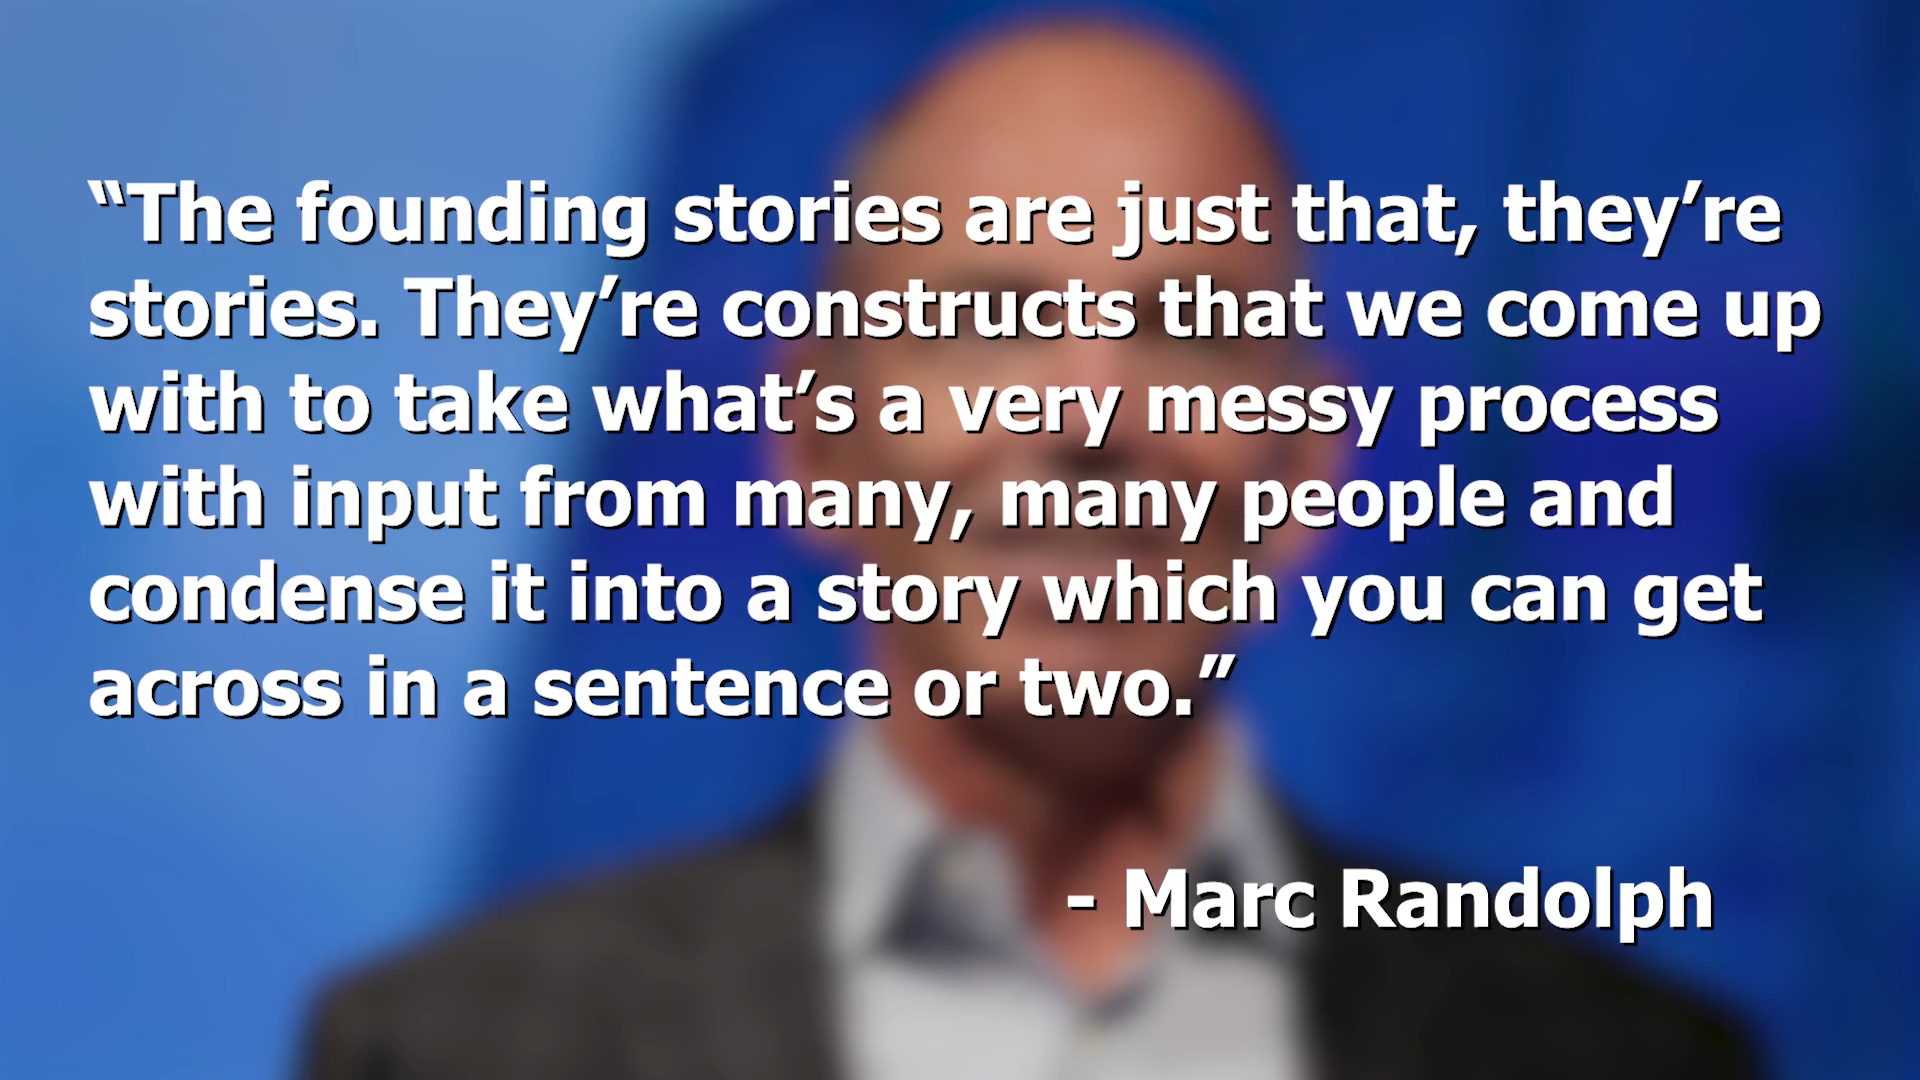 “The founding stories are just that, they’re
stories. They’re constructs that we come up
with to take what’s a very messy process
with input from many, many people and
condense it into a story which you can get
across in a sentence or two.”
- Marc Randolph